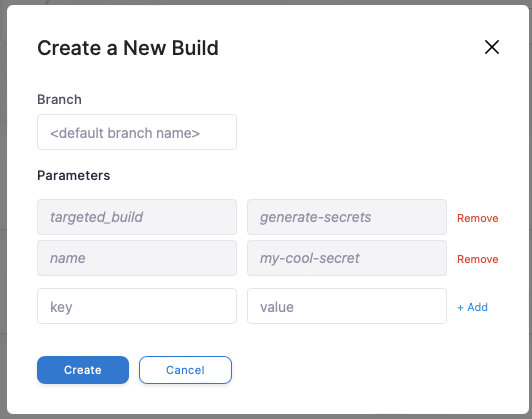 Create a New Build
Branch
<default branch name>
Parameters
targeted_build generate-secrets Remove
name my-cool-secret Remove
key value + Add
Create Cancel